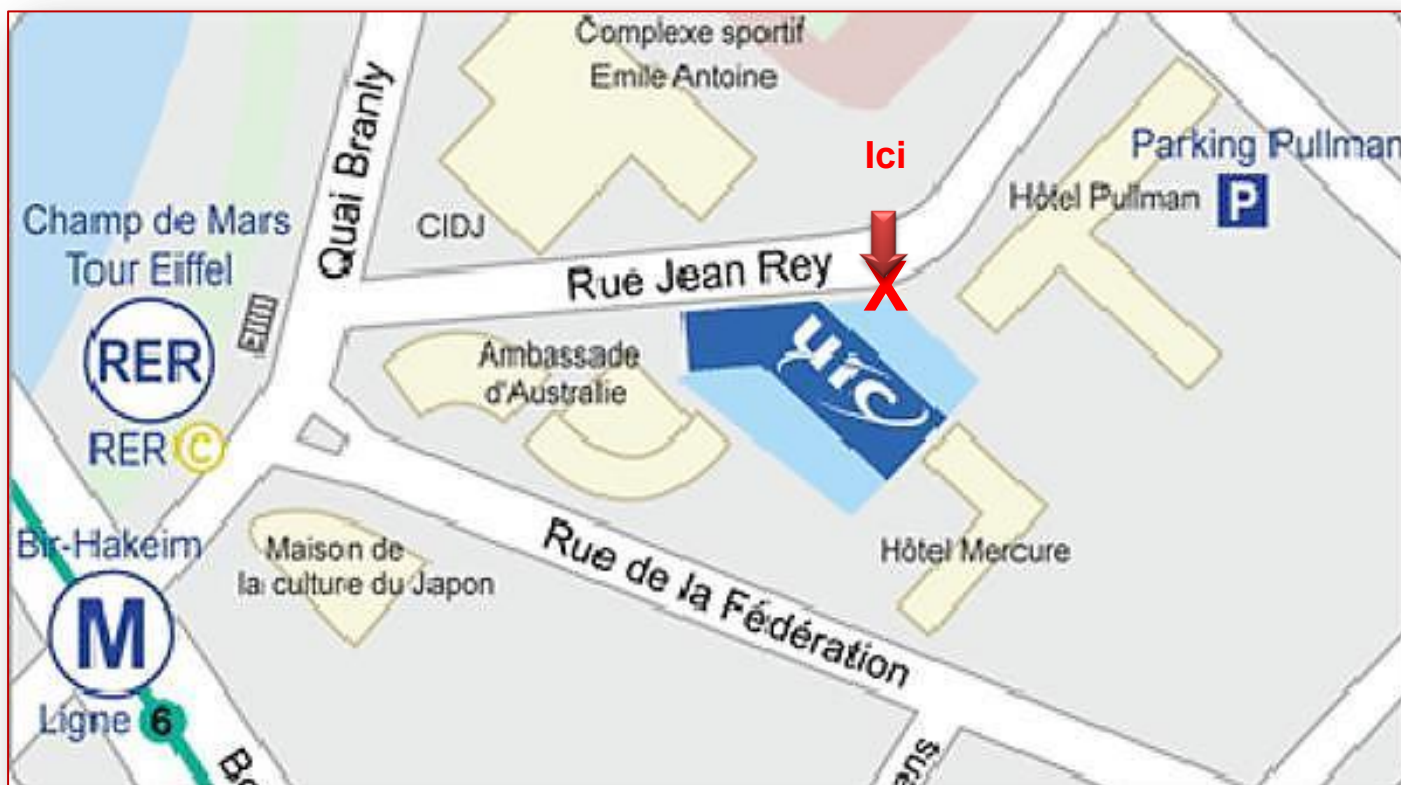 Complexe sportif
Emile Antoine
Quai Branly
Ici
Parking Pullman
Hôtel Pullman
P
CIDJ
Champ de Mars
Tour Eiffel
RER
RER C
Rue Jean Rey
Ambassade
d'Australie
uic
Bir-Hakeim
M
Ligne 6
Maison de
la culture du Japon
Rue de la Fédération
Hôtel Mercure